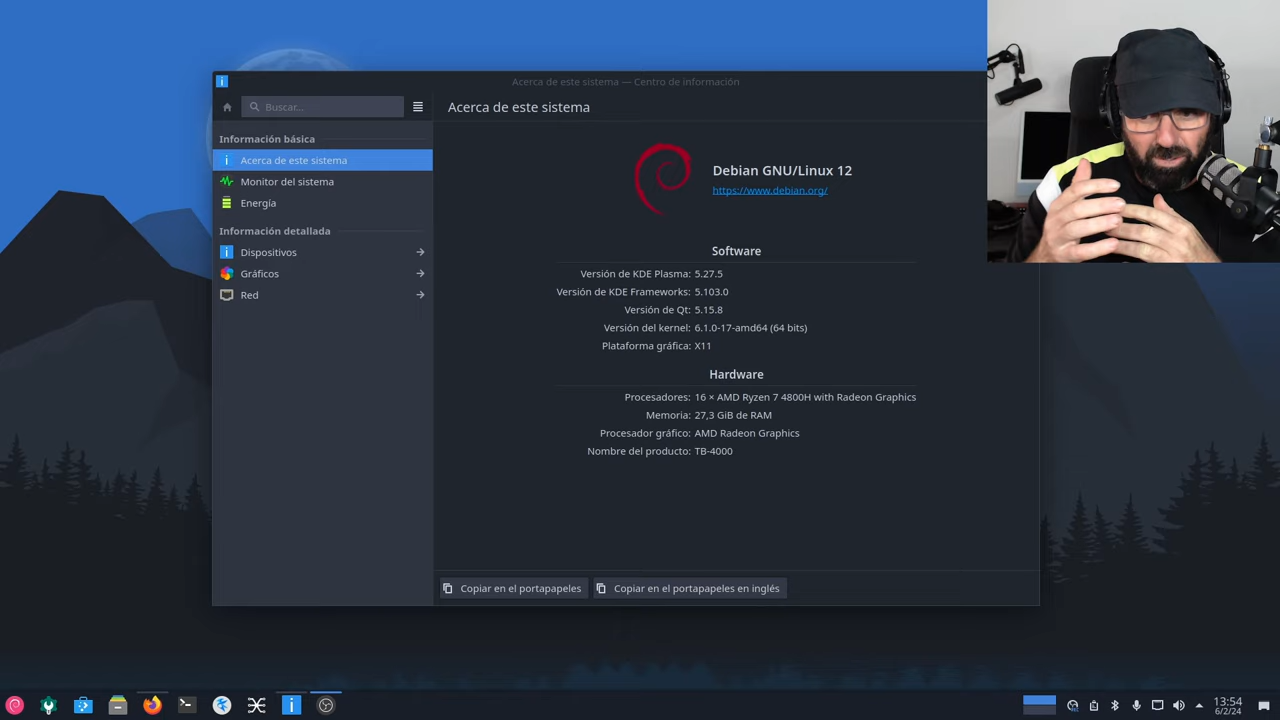 Acerca de este sistema — Centro de información
Buscar...
Acerca de este sistema
Información básica
Acerca de este sistema
Monitor del sistema
Energía
Información detallada
Dispositivos
Gráficos
Red
Debian GNU/Linux 12
https://www.debian.org/
Software
Versión de KDE Plasma: 5.27.5
Versión de KDE Frameworks: 5.103.0
Versión de Qt: 5.15.8
Versión del kernel: 6.1.0-17-amd64 (64 bits)
Plataforma gráfica: X11
Hardware
Procesadores: 16 × AMD Ryzen 7 4800H with Radeon Graphics
Memoria: 27,3 GiB de RAM
Procesador gráfico: AMD Radeon Graphics
Nombre del producto: TB-4000
Copiar en el portapapeles
Copiar en el portapapeles en inglés
13:54
6/2/24